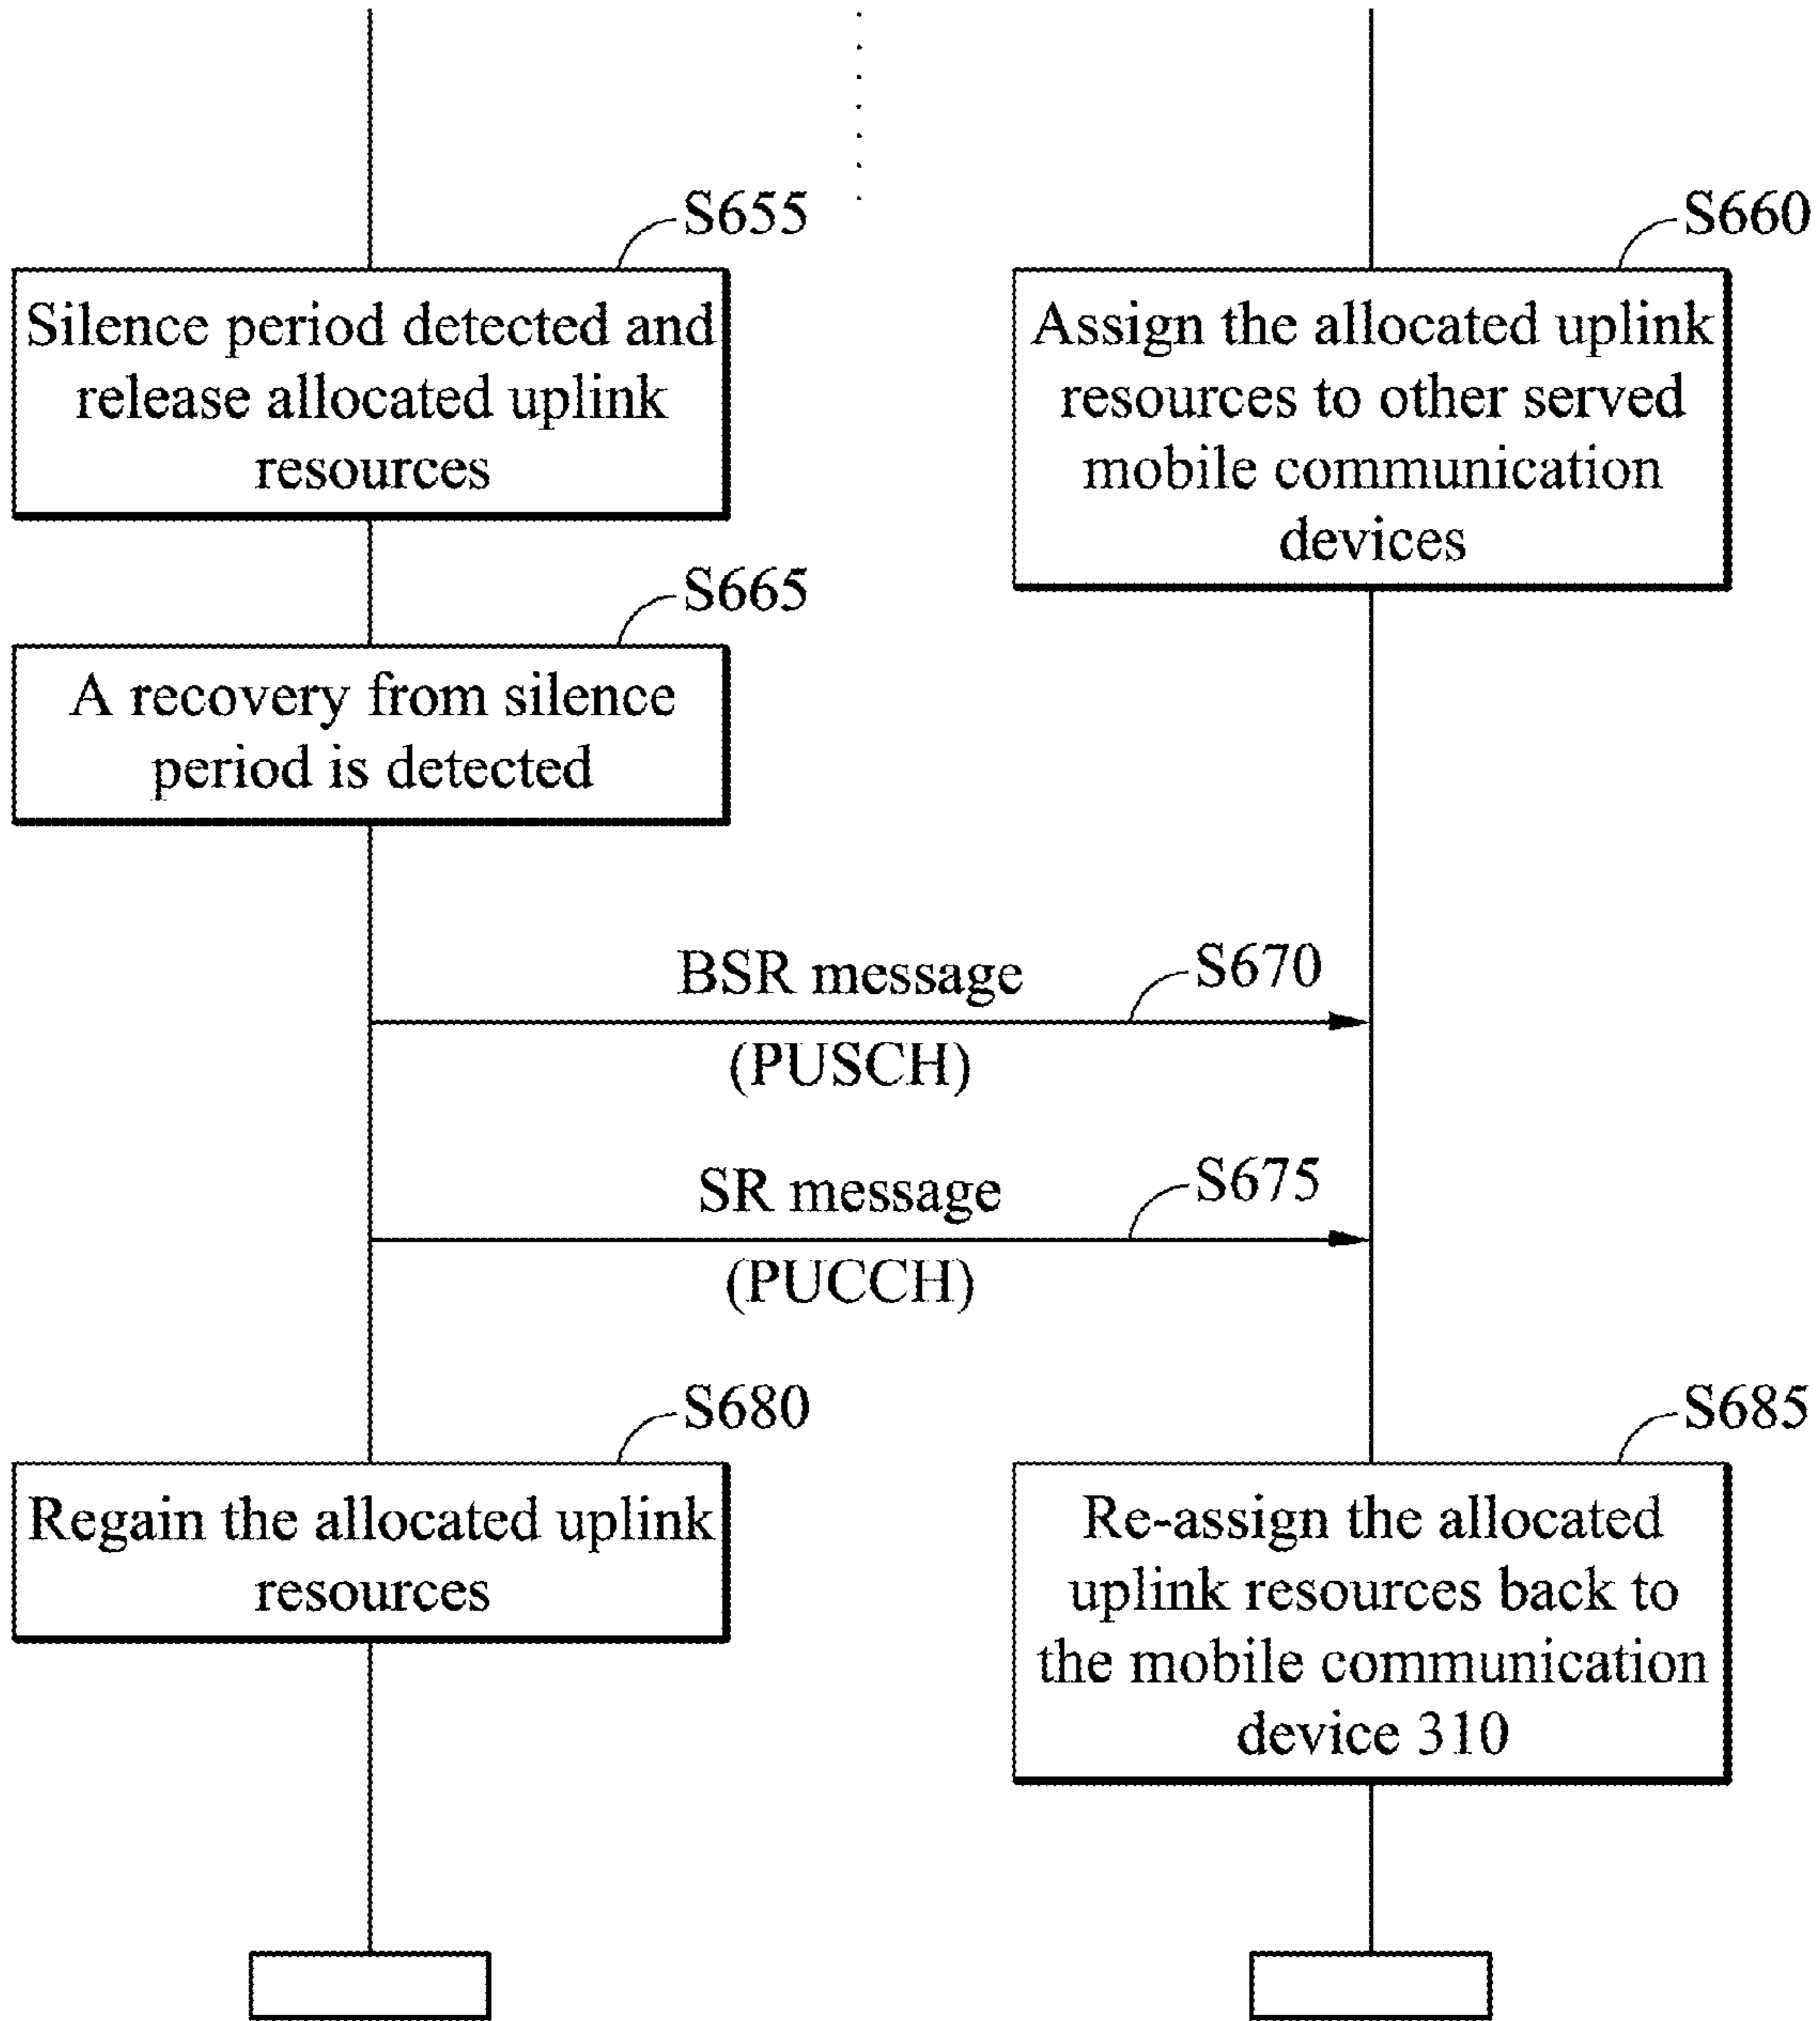 S655
Silence period detected and
release allocated uplink
resources
S660
Assign the allocated uplink
resources to other served
mobile communication
devices
S665
A recovery from silence
period is detected
BSR message
S670
(PUSCH)
SR message
S675
(PUCCH)
S680
Regain the allocated uplink
resources
S685
Re-assign the allocated
uplink resources back to
the mobile communication
device 310